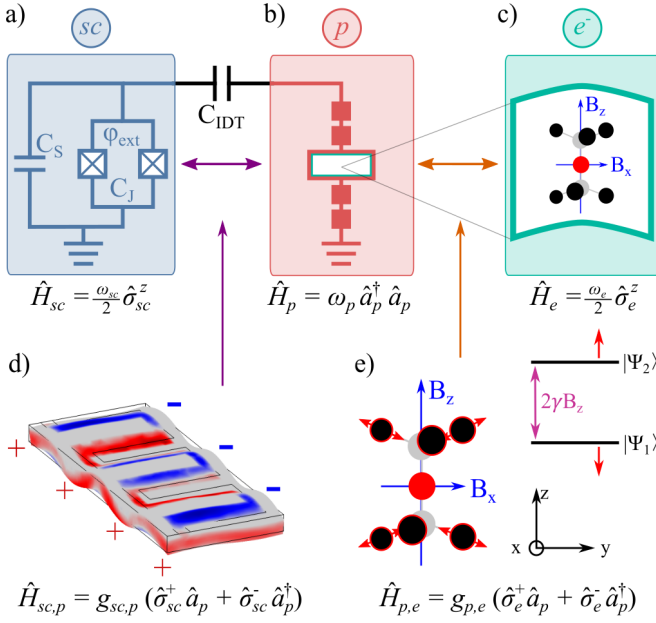 a) sc b) p c) e⁻
C_IDT
B_z
φ_ext
C_S
B_x
C_J
Ĥ_sc = ω_sc/2 σ̂^z_sc Ĥ_p = ω_p â†_p â_p Ĥ_e = ω_e/2 σ̂^z_e
d) e)
B_z |Ψ₂⟩
2γB_z
− − −
|Ψ₁⟩
B_x
+ + + + +
z
x y
Ĥ_sc,p = g_sc,p (σ̂⁺_sc â_p + σ̂⁻_sc â†_p) Ĥ_p,e = g_p,e (σ̂⁺_e â_p + σ̂⁻_e â†_p)